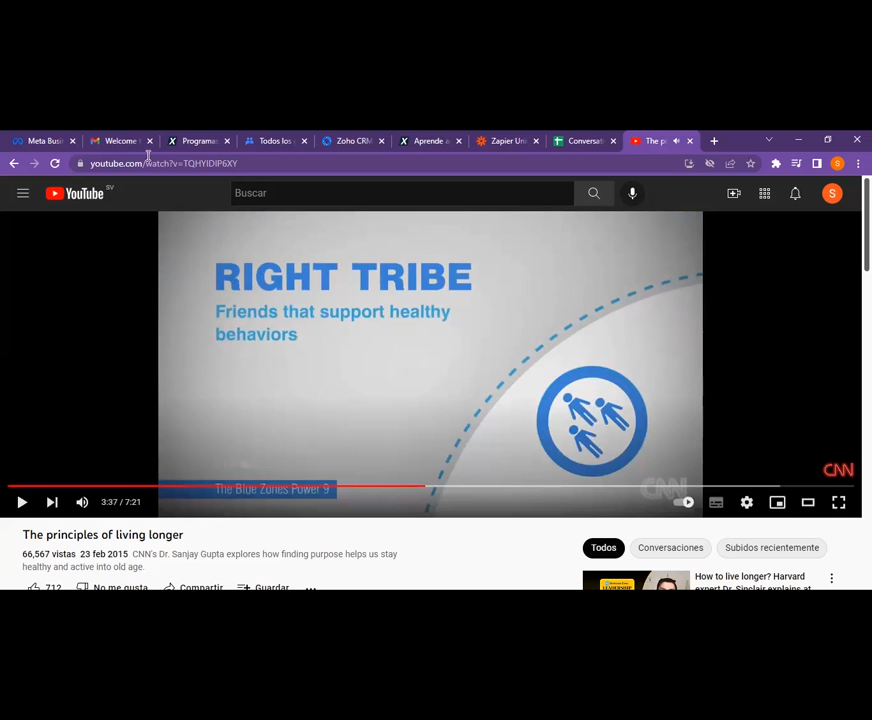 Meta Busi
Welcome
Programas
Todos los
Zoho CRM
Aprende a
Zapier Uni
Conversati
The p
youtube.com/watch?v=TQHYIDIP6XY
YouTube SV
Buscar
S
RIGHT TRIBE
Friends that support healthy
behaviors
The Blue Zones Power 9
CNN
CNN
3:37 / 7:21
The principles of living longer
66,567 vistas 23 feb 2015 CNN's Dr. Sanjay Gupta explores how finding purpose helps us stay
healthy and active into old age.
712 No me gusta Compartir Guardar ...
Todos Conversaciones Subidos recientemente
How to live longer? Harvard
expert Dr. Sinclair explains at
LEADERSHIP